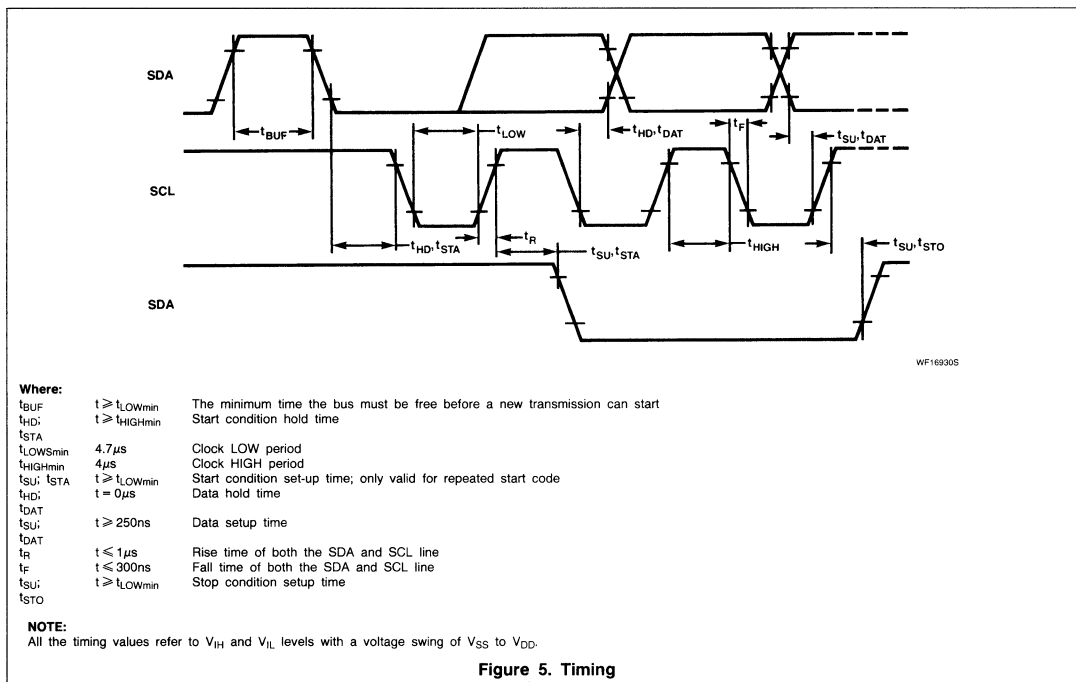 SDA
tBUF
tLOW
tHD,tDAT
tF
tSU,tDAT
SCL
tHD,tSTA
tR
tSU,tSTA
tHIGH
tSU,tSTO
SDA
WF16930S
Where:
tBUF t ⩾ tLOWmin The minimum time the bus must be free before a new transmission can start
tHD; t ⩾ tHIGHmin Start condition hold time
tSTA
tLOWSmin 4.7μs Clock LOW period
tHIGHmin 4μs Clock HIGH period
tSU; tSTA t ⩾ tLOWmin Start condition set-up time; only valid for repeated start code
tHD; t = 0μs Data hold time
tDAT
tSU; t ⩾ 250ns Data setup time
tDAT
tR t ⩽ 1μs Rise time of both the SDA and SCL line
tF t ⩽ 300ns Fall time of both the SDA and SCL line
tSU; t ⩾ tLOWmin Stop condition setup time
tSTO
NOTE:
All the timing values refer to VIH and VIL levels with a voltage swing of VSS to VDD.
Figure 5. Timing